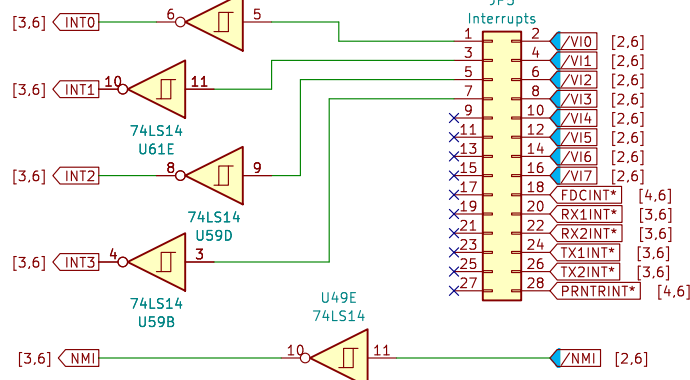 JP5
Interrupts
[3,6] INT0 6 5
1 2 /VI0 [2,6]
3 4 /VI1 [2,6]
5 6 /VI2 [2,6]
[3,6] INT1 10 11
7 8 /VI3 [2,6]
9 10 /VI4 [2,6]
74LS14
U61E
11 12 /VI5 [2,6]
13 14 /VI6 [2,6]
[3,6] INT2 8 9
15 16 /VI7 [2,6]
17 18 FDCINT* [4,6]
74LS14
U59D
19 20 RX1INT* [3,6]
21 22 RX2INT* [3,6]
23 24 TX1INT* [3,6]
[3,6] INT3 4 3
25 26 TX2INT* [3,6]
27 28 PRNTRINT* [4,6]
74LS14
U59B
U49E
74LS14
[3,6] NMI 10 11 /NMI [2,6]